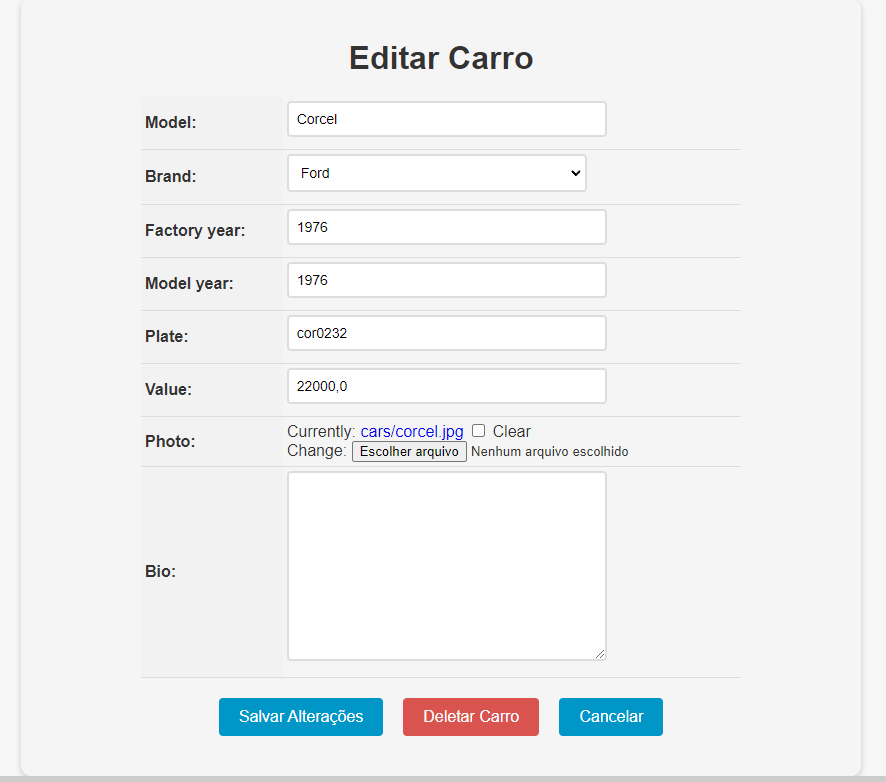 Editar Carro
Model: Corcel
Brand: Ford
Factory year: 1976
Model year: 1976
Plate: cor0232
Value: 22000,0
Photo: Currently: cars/corcel.jpg Clear
Change: Escolher arquivo Nenhum arquivo escolhido
Bio:
Salvar Alterações Deletar Carro Cancelar